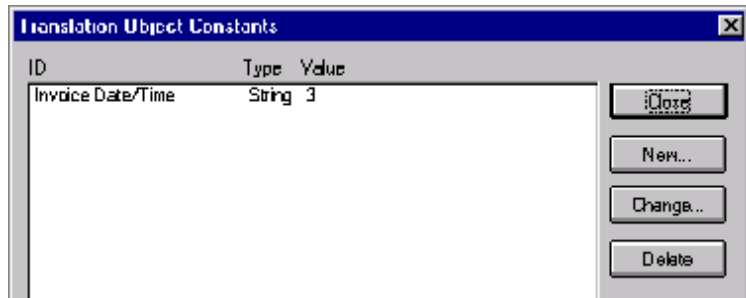 Translation Object Constants
ID Type Value
Invoice Date/Time String 3
Close
New...
Change...
Delete